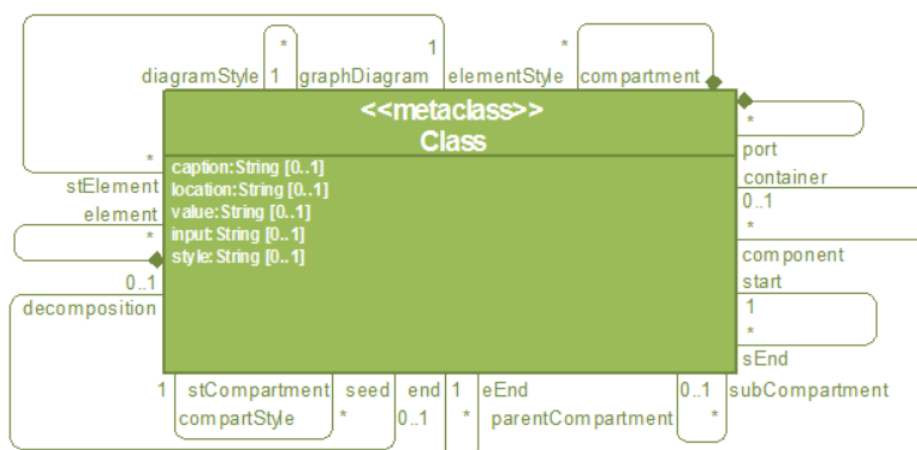 1 *
* diagramStyle 1 graphDiagram elementStyle compartment
<<metaclass>>
Class
caption:String [0..1]
location:String [0..1]
value:String [0..1]
input:String [0..1]
style:String [0..1]
*
stElement
element
*
0..1
decomposition
*
port
container
0..1
*
component
start
1
*
sEnd
1 stCompartment seed end 1 eEnd 0..1 subCompartment
compartStyle * 0..1 * parentCompartment *